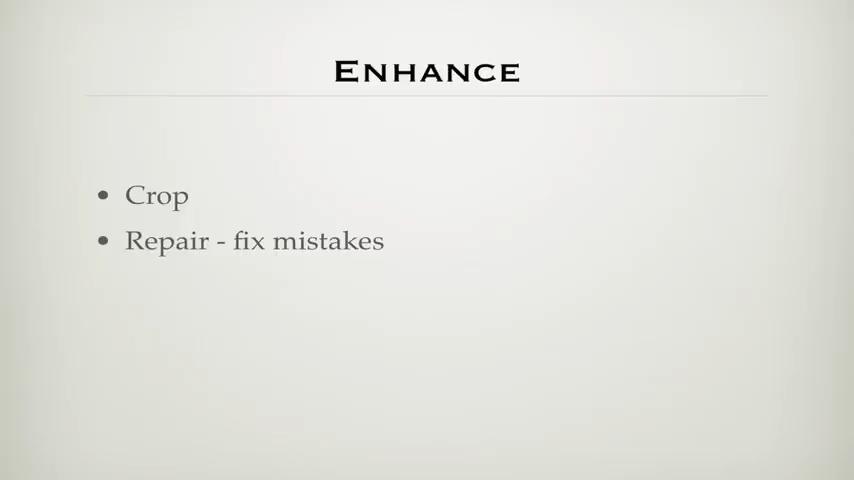 ENHANCE
• Crop
• Repair - fix mistakes